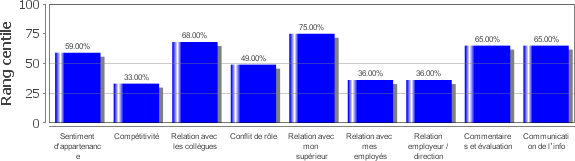 100
75
50
25
0
Rang centile
59.00%
33.00%
68.00%
49.00%
75.00%
36.00%
36.00%
65.00%
65.00%
Sentiment
d'appartenanc
e
Compétitivité
Relation avec
les collègues
Conflit de rôle
Relation avec
mon
supérieur
Relation avec
mes
employés
Relation
employeur /
direction
Commentaire
s et évaluation
Communicati
on de l'info